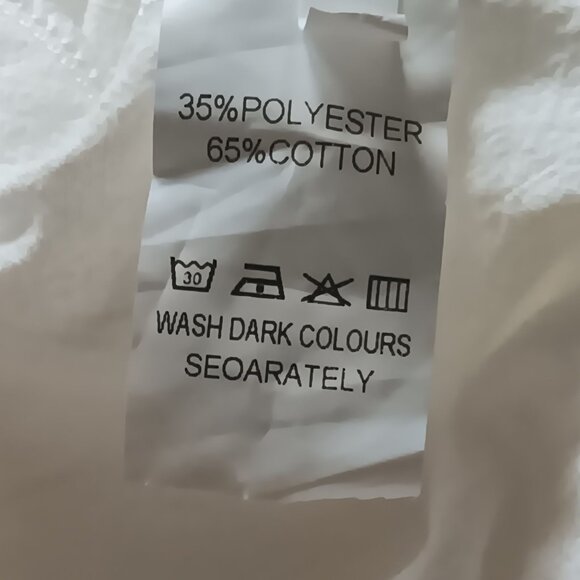 35%POLYESTER
65%COTTON
30
WASH DARK COLOURS
SEOARATELY